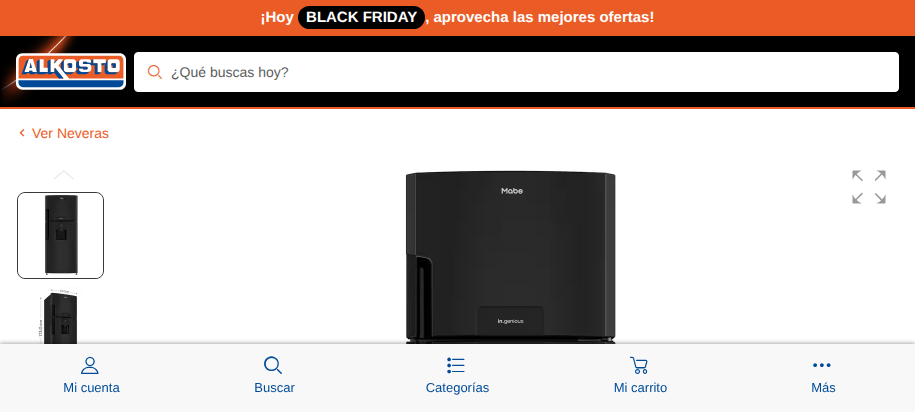 ¡Hoy BLACK FRIDAY, aprovecha las mejores ofertas!
ALKOSTO
¿Qué buscas hoy?
Ver Neveras
Mabe
in.genious
Mi cuenta
Buscar
Categorías
Mi carrito
Más